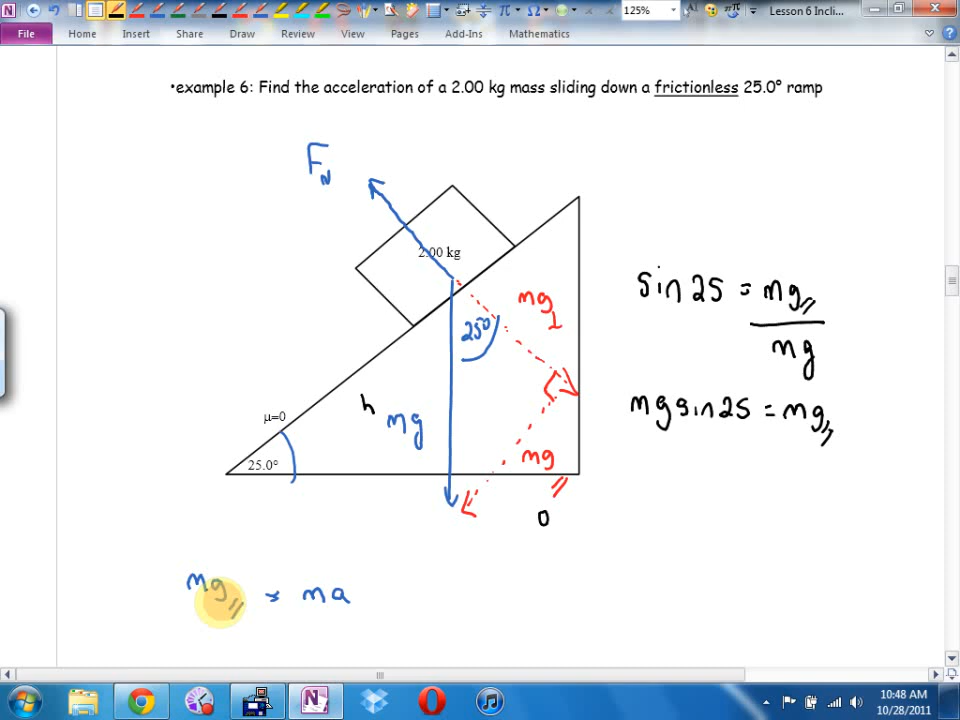 125%
Lesson 6 Incli...
File Home Insert Share Draw Review View Pages Add-Ins Mathematics
•example 6: Find the acceleration of a 2.00 kg mass sliding down a frictionless 25.0° ramp
F_N
2.00 kg
mg⊥
25°
sin 25 = mg∥
mg
mg sin 25 = mg∥
μ=0
h
mg
25.0°
mg∥
o
mg∥ = ma
10:48 AM
10/28/2011